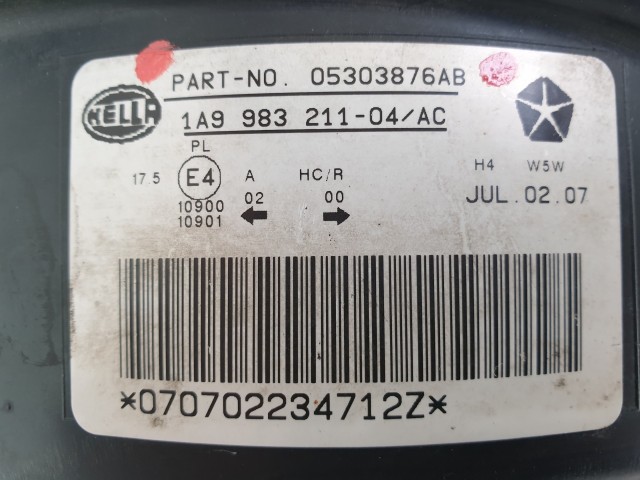 PART-NO. 05303876AB
HELLA
1A9 983 211-04/AC
PL
17.5 E4 A HC/R
H4 W5W
10900 02 00
JUL.02.07
10901
*070702234712Z*